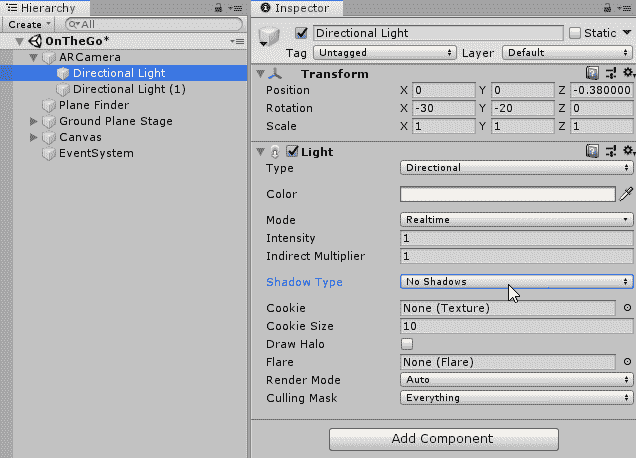 Hierarchy
Create
All
OnTheGo*
ARCamera
Directional Light
Directional Light (1)
Plane Finder
Ground Plane Stage
Canvas
EventSystem
Inspector
Directional Light Static
Tag Untagged Layer Default
Transform
Position X 0 Y 0 Z -0.380000
Rotation X -30 Y -20 Z 0
Scale X 1 Y 1 Z 1
Light
Type Directional
Color
Mode Realtime
Intensity 1
Indirect Multiplier 1
Shadow Type No Shadows
Cookie None (Texture)
Cookie Size 10
Draw Halo
Flare None (Flare)
Render Mode Auto
Culling Mask Everything
Add Component